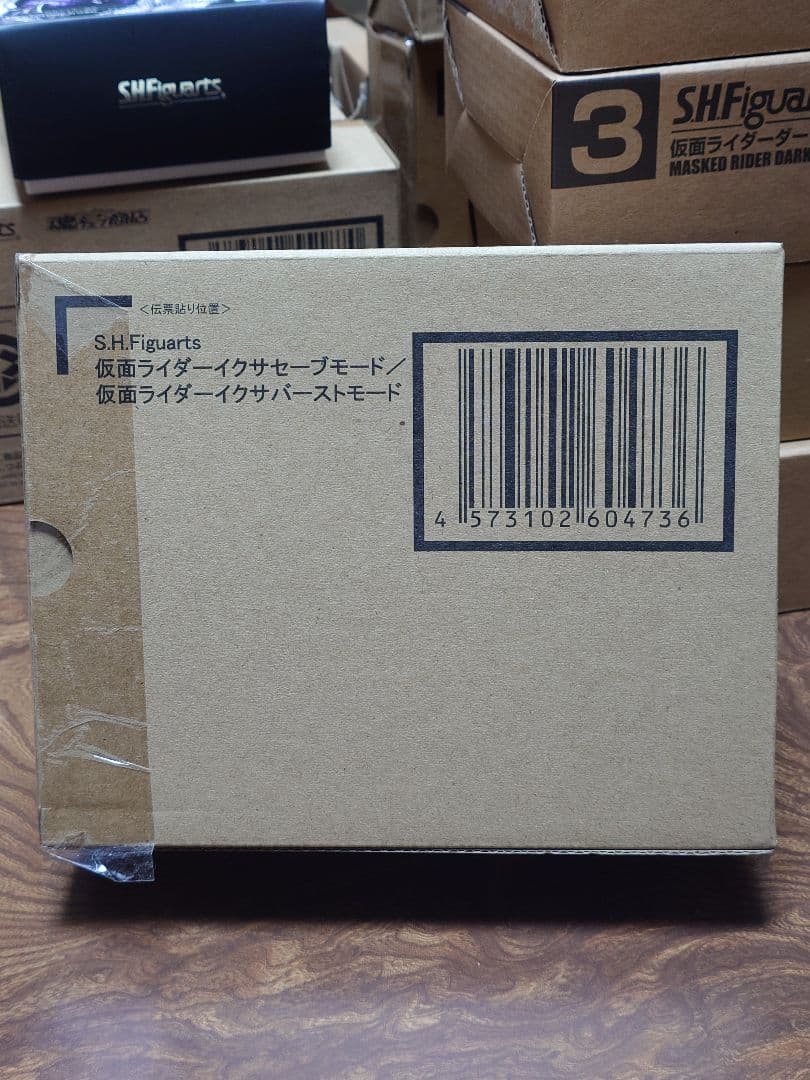 S.H.Figuarts
3
S.H.Figua
仮面ライダーダー
MASKED RIDER DARK
<伝票貼り位置>
S.H.Figuarts
仮面ライダーイクサセーブモード/
仮面ライダーイクサバーストモード
4 573102 604736